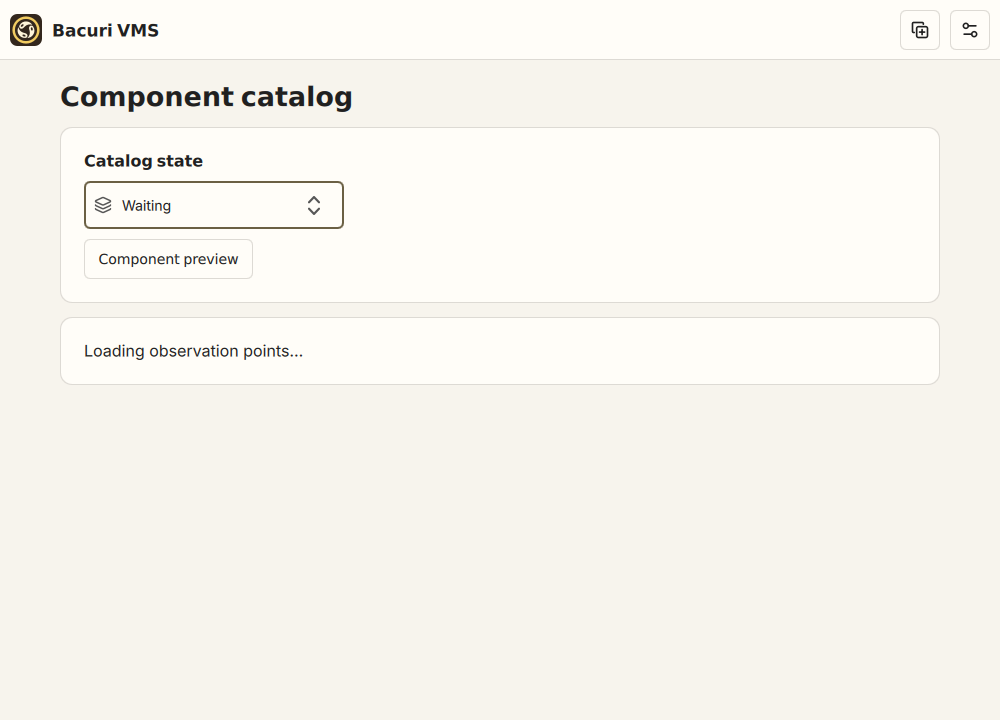 Bacuri VMS
Component catalog
Catalog state
Waiting
Component preview
Loading observation points...